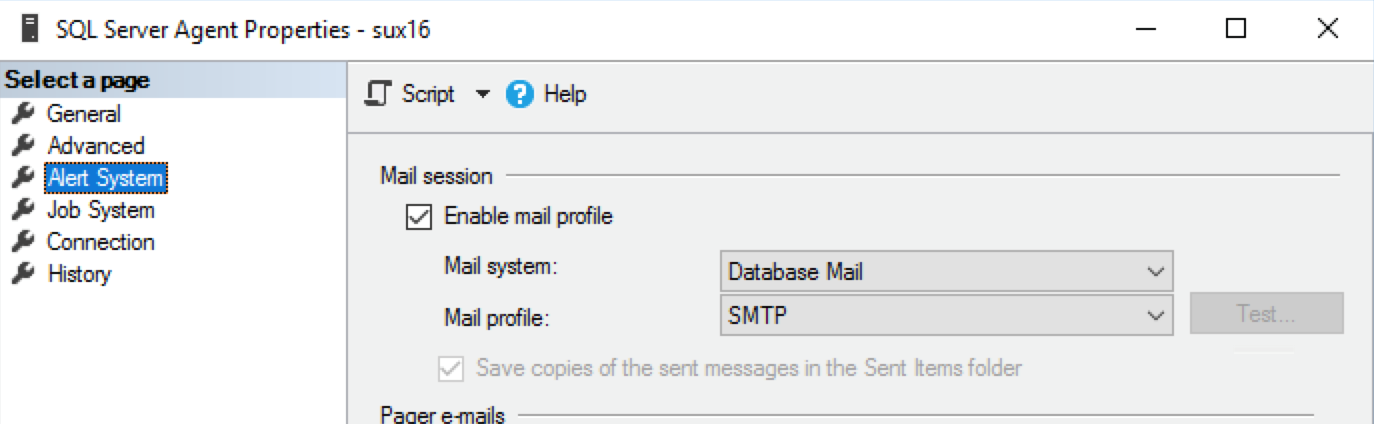 SQL Server Agent Properties - sux16
Select a page
General
Advanced
Alert System
Job System
Connection
History
Script
Help
Mail session
Enable mail profile
Mail system:
Database Mail
Mail profile:
SMTP
Test...
Save copies of the sent messages in the Sent Items folder
Pager e-mails